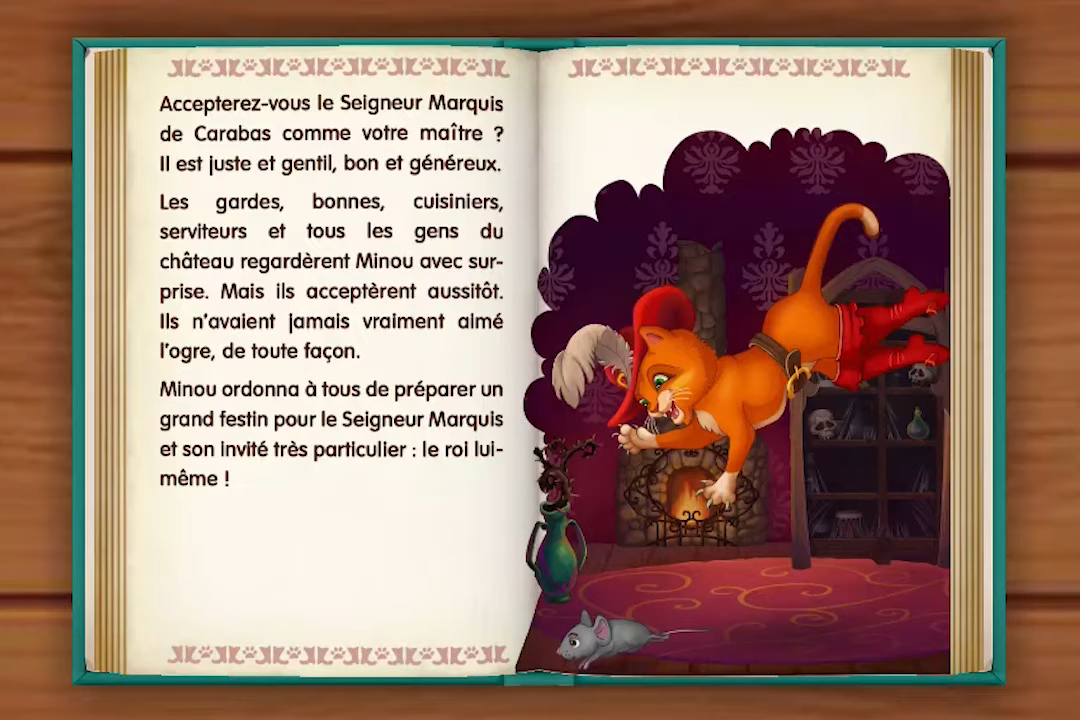 Accepterez-vous le Seigneur Marquis
de Carabas comme votre maître ?
Il est juste et gentil, bon et généreux.
Les gardes, bonnes, cuisiniers,
serviteurs et tous les gens du
château regardèrent Minou avec sur-
prise. Mais ils acceptèrent aussitôt.
Ils n'avaient jamais vraiment aimé
l'ogre, de toute façon.
Minou ordonna à tous de préparer un
grand festin pour le Seigneur Marquis
et son invité très particulier : le roi lui-
même !